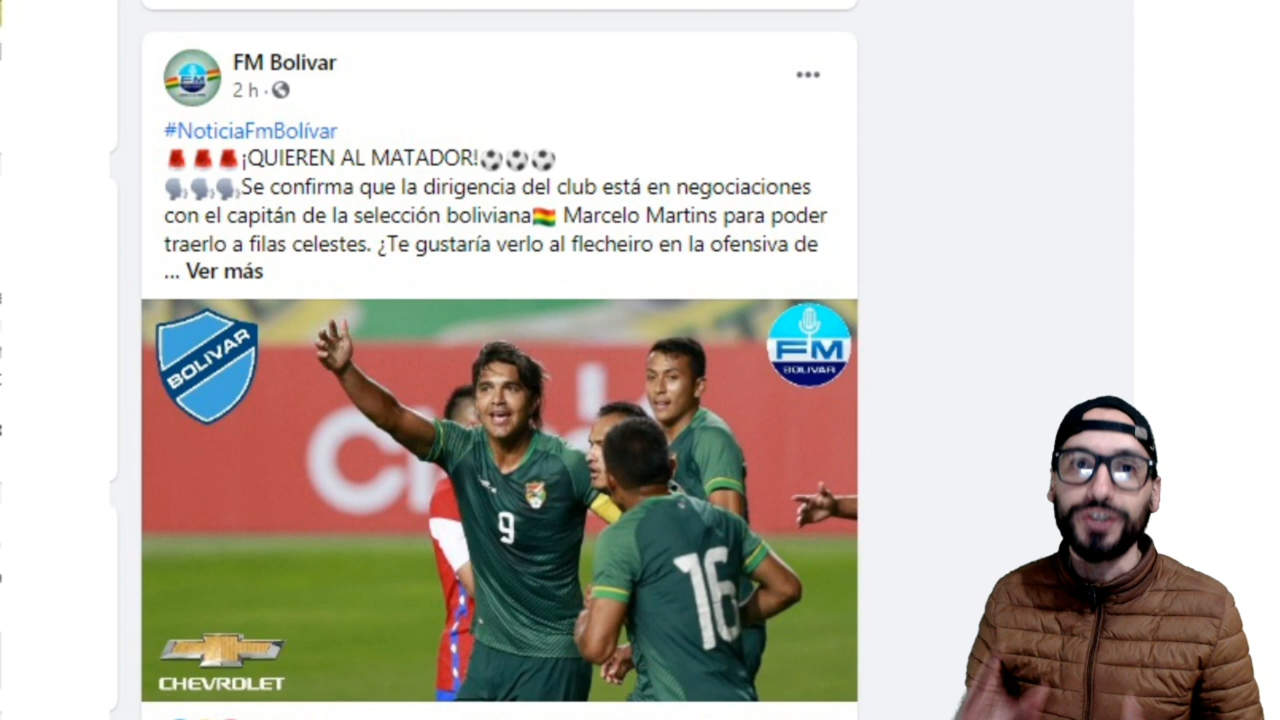 FM Bolivar
2 h
#NoticiaFmBolívar
¡QUIEREN AL MATADOR!
Se confirma que la dirigencia del club está en negociaciones
con el capitán de la selección boliviana Marcelo Martins para poder
traerlo a filas celestes. ¿Te gustaría verlo al flecheiro en la ofensiva de
... Ver más
BOLIVAR
FM
BOLIVAR
9
16
CHEVROLET